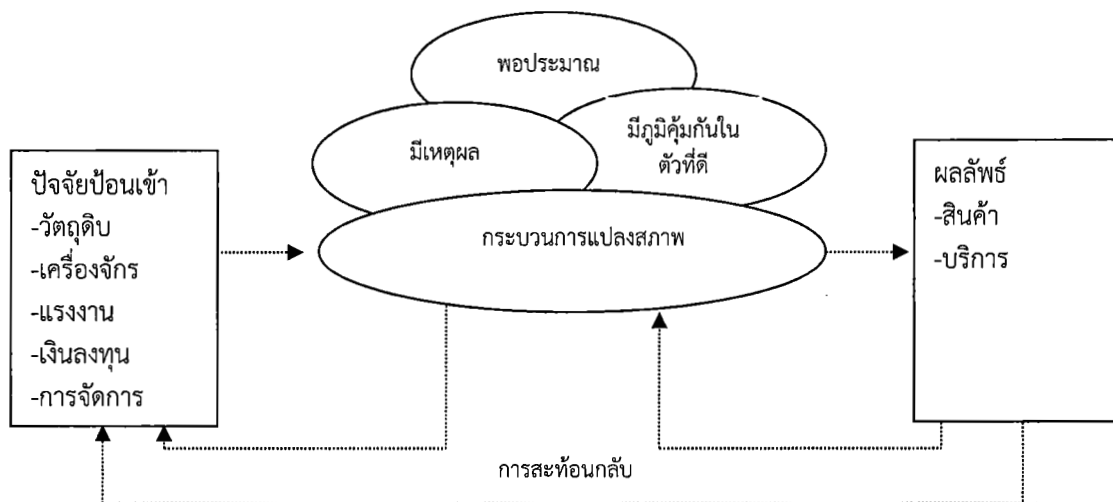 พอประมาณ
มีเหตุผล
มีภูมิคุ้มกันใน
ตัวที่ดี
ปัจจัยป้อนเข้า
-วัตถุดิบ
-เครื่องจักร
-แรงงาน
-เงินลงทุน
-การจัดการ
กระบวนการแปลงสภาพ
ผลลัพธ์
-สินค้า
-บริการ
การสะท้อนกลับ